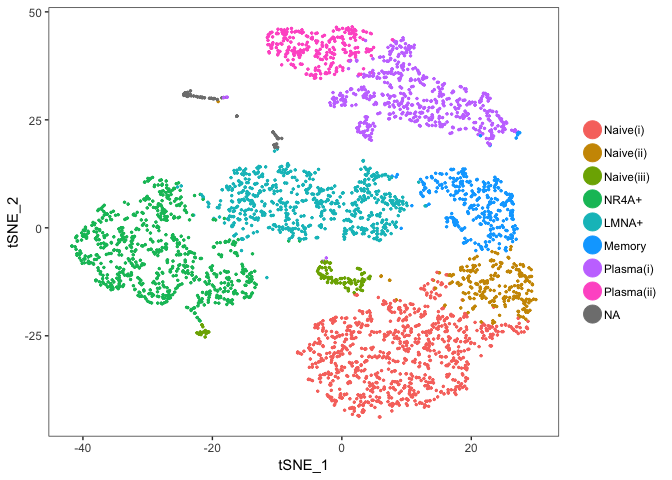 50
25
0
-25
tSNE_2
-40
-20
0
20
tSNE_1
Naive(i)
Naive(ii)
Naive(iii)
NR4A+
LMNA+
Memory
Plasma(i)
Plasma(ii)
NA